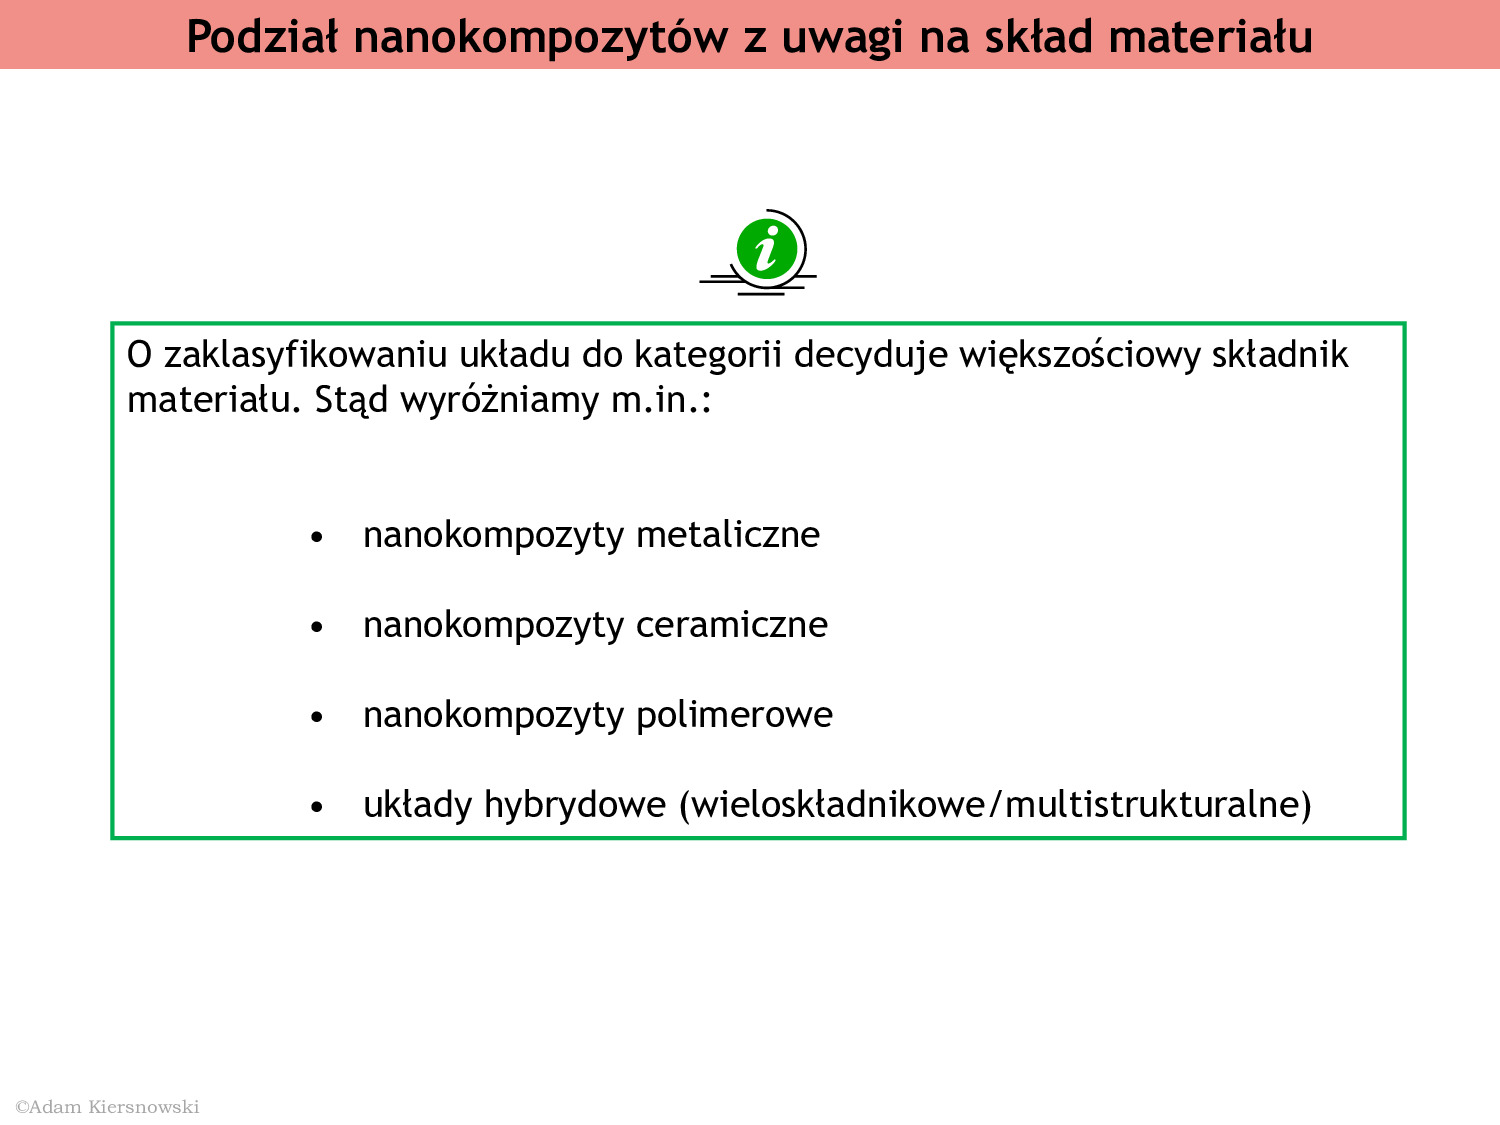 Podział nanokompozytów z uwagi na skład materiału
i
O zaklasyfikowaniu układu do kategorii decyduje większościowy składnik
materiału. Stąd wyróżniamy m.in.:
• nanokompozyty metaliczne
• nanokompozyty ceramiczne
• nanokompozyty polimerowe
• układy hybrydowe (wieloskładnikowe/multistrukturalne)
©Adam Kiersnowski